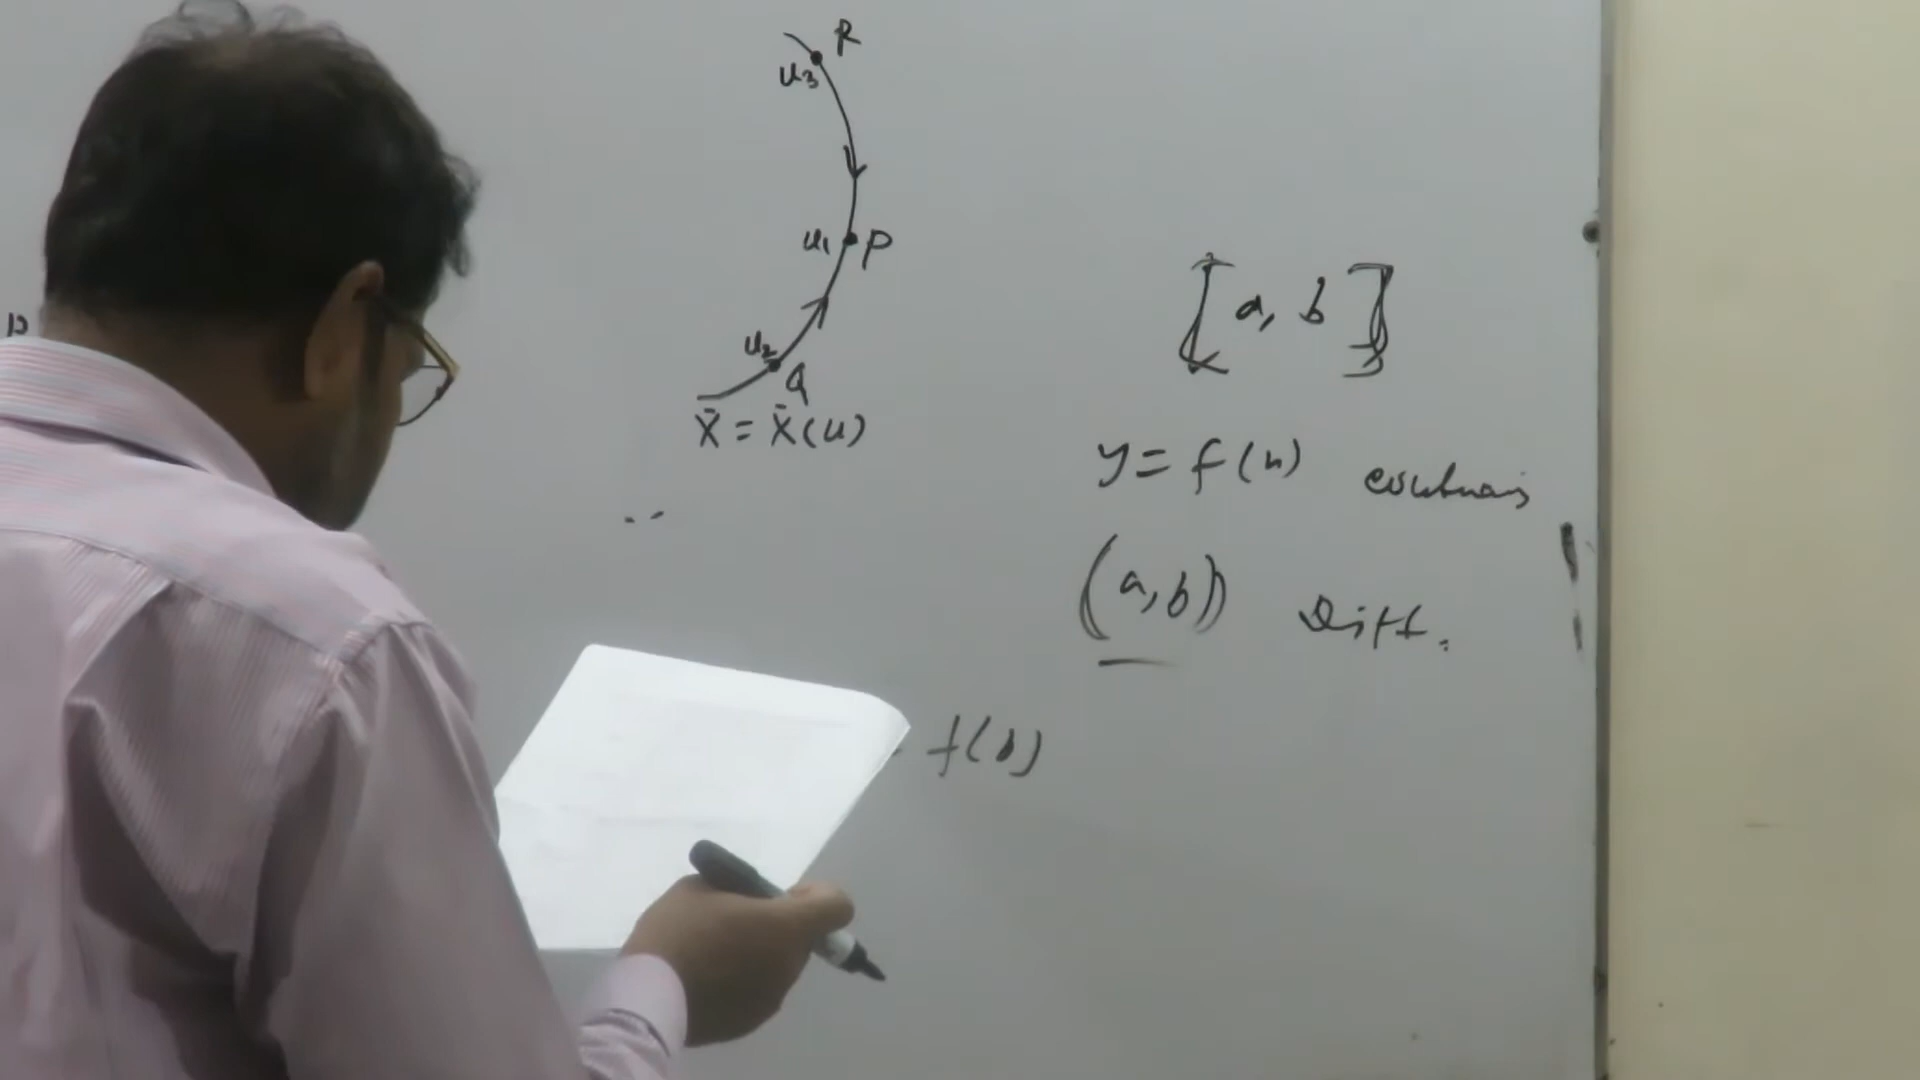 R
u₃
u₁ P
u₂
Q
x̄ = x̄(u)
[a, b]
y = f(x) continuous
(a, b) Diff.
f(b)